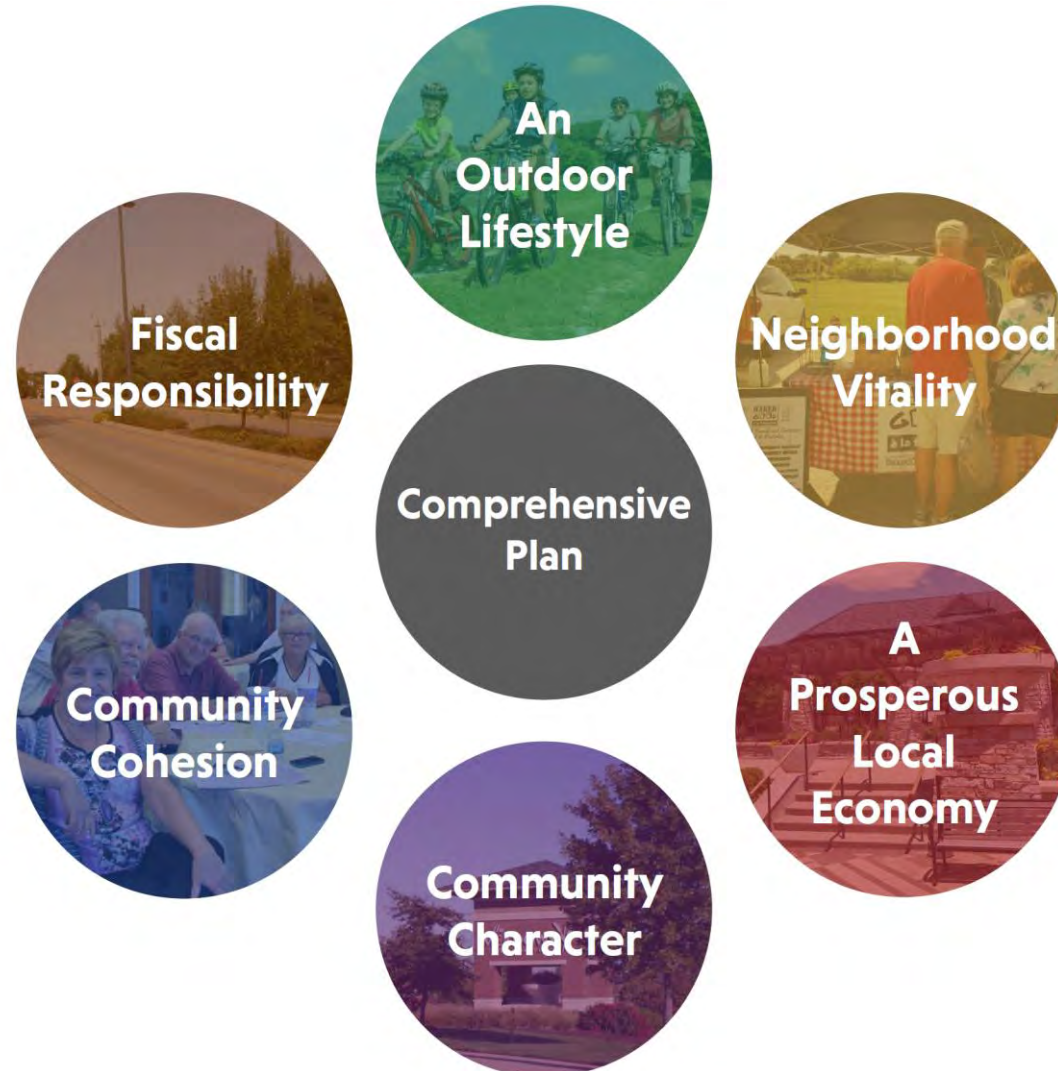 An
Outdoor
Lifestyle
Fiscal
Responsibility
Neighborhood
Vitality
Comprehensive
Plan
Community
Cohesion
A
Prosperous
Local
Economy
Community
Character